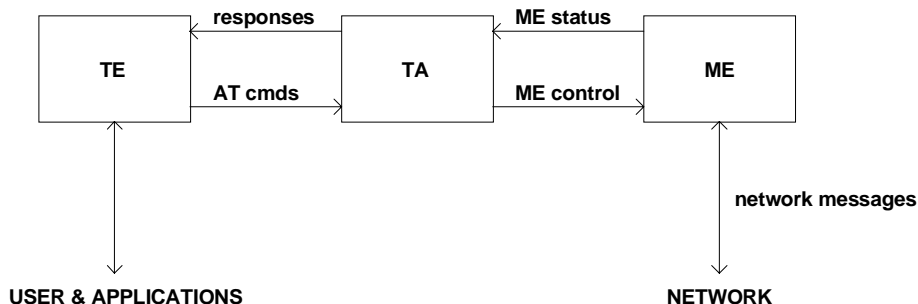 responses
ME status
TE
TA
ME
AT cmds
ME control
network messages
USER & APPLICATIONS
NETWORK